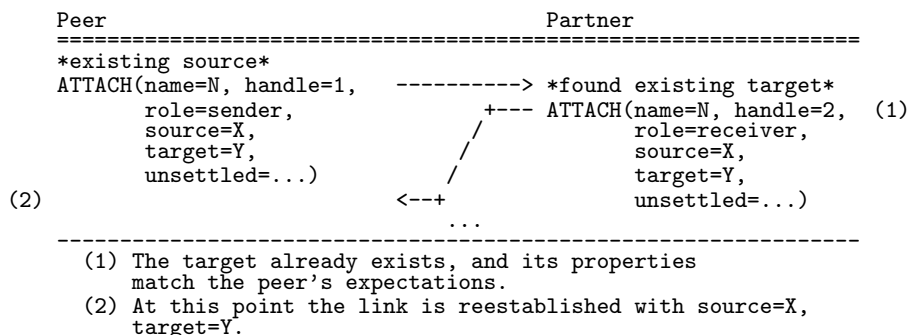 Peer                                   Partner
================================================================
*existing source*
ATTACH(name=N, handle=1,   ----------> *found existing target*
       role=sender,               +--- ATTACH(name=N, handle=2,   (1)
       source=X,                 /            role=receiver,
       target=Y,                /             source=X,
       unsettled=...)          /              target=Y,
(2)                        <--+               unsettled=...)
                               ...
----------------------------------------------------------------
(1) The target already exists, and its properties
    match the peer's expectations.
(2) At this point the link is reestablished with source=X,
    target=Y.